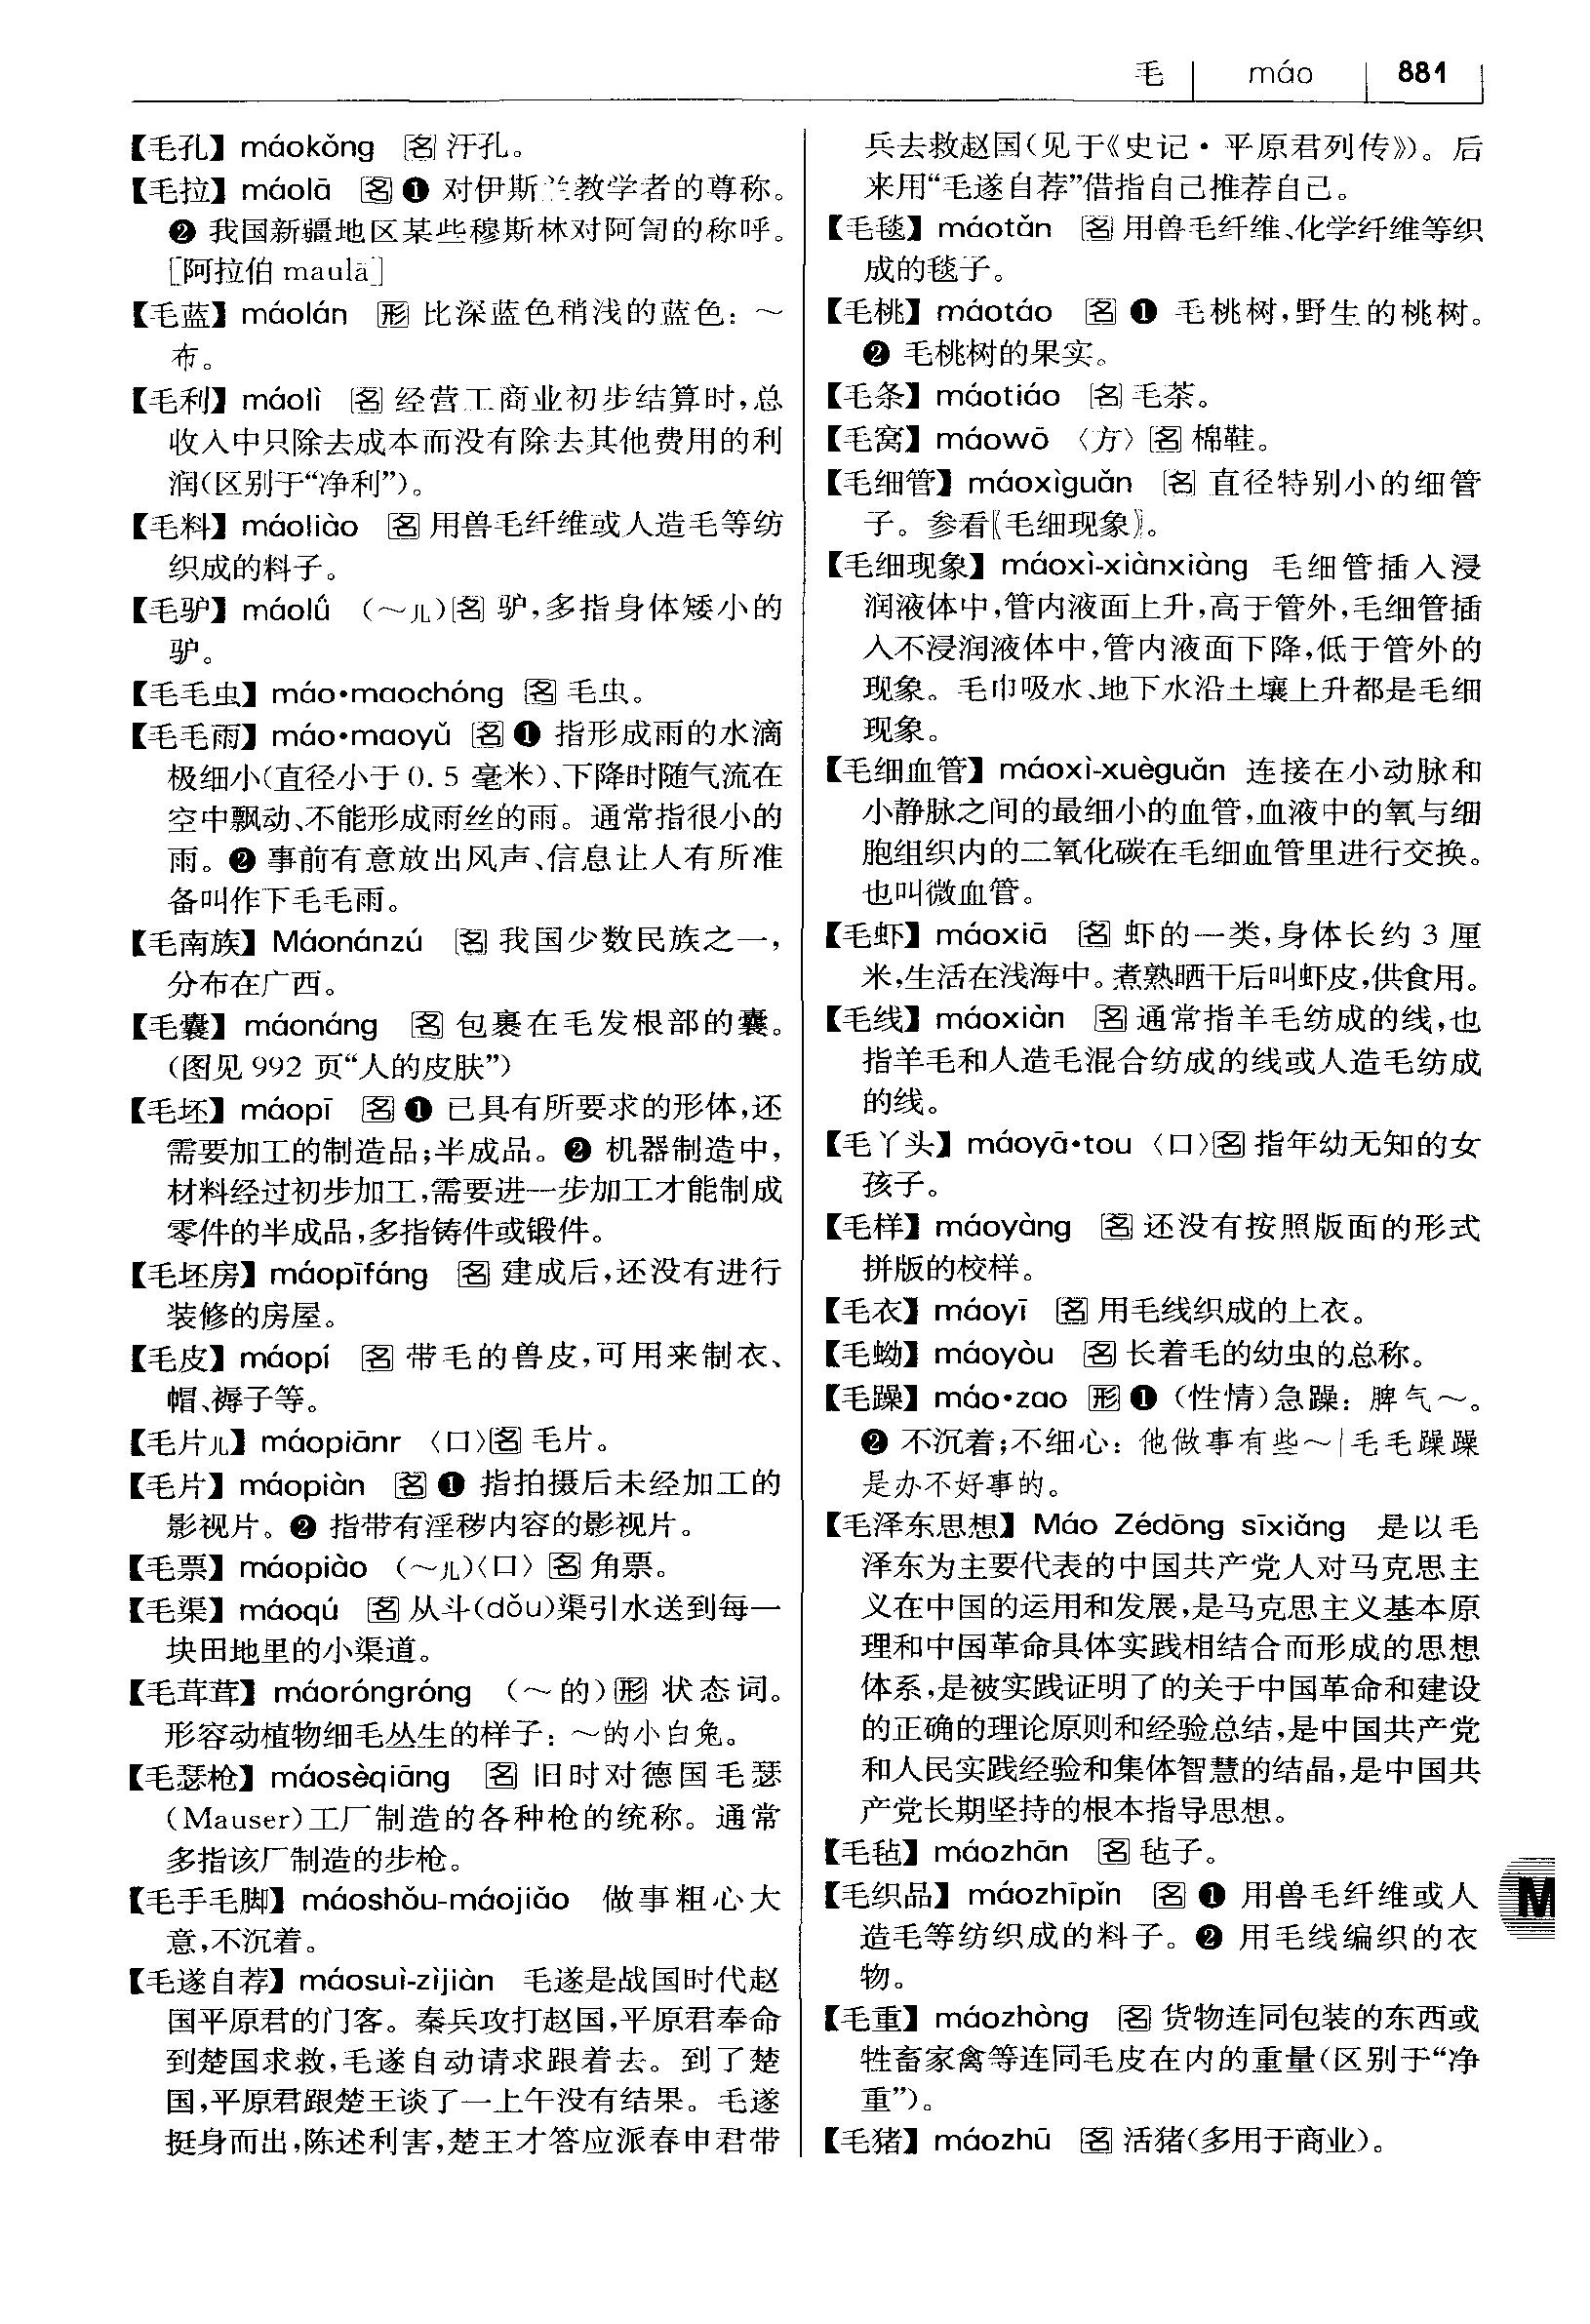 毛 máo 881
【毛孔】 máokǒng 名 汗孔。
【毛拉】 máolā 名 ❶ 对伊斯兰教学者的尊称。
❷ 我国新疆地区某些穆斯林对阿訇的称呼。
[阿拉伯 maulā]
【毛蓝】 máolán 形 比深蓝色稍浅的蓝色：～
布。
【毛利】 máolì 名 经营工商业初步结算时,总
收入中只除去成本而没有除去其他费用的利
润(区别于“净利”)。
【毛料】 máoliào 名 用兽毛纤维或人造毛等纺
织成的料子。
【毛驴】 máolǘ (～儿)名 驴,多指身体矮小的
驴。
【毛毛虫】 máo•maochóng 名 毛虫。
【毛毛雨】 máo•maoyǔ 名 ❶ 指形成雨的水滴
极细小(直径小于 0.5 毫米)、下降时随气流在
空中飘动、不能形成雨丝的雨。通常指很小的
雨。❷ 事前有意放出风声、信息让人有所准
备叫作下毛毛雨。
【毛南族】 Máonánzú 名 我国少数民族之一,
分布在广西。
【毛囊】 máonáng 名 包裹在毛发根部的囊。
(图见 992 页“人的皮肤”)
【毛坯】 máopī 名 ❶ 已具有所要求的形体,还
需要加工的制造品;半成品。❷ 机器制造中,
材料经过初步加工,需要进一步加工才能制成
零件的半成品,多指铸件或锻件。
【毛坯房】 máopīfáng 名 建成后,还没有进行
装修的房屋。
【毛皮】 máopí 名 带毛的兽皮,可用来制衣、
帽、褥子等。
【毛片儿】 máopiānr 〈口〉名 毛片。
【毛片】 máopiàn 名 ❶ 指拍摄后未经加工的
影视片。❷ 指带有淫秽内容的影视片。
【毛票】 máopiào (～儿)〈口〉 名 角票。
【毛渠】 máoqú 名 从斗(dǒu)渠引水送到每一
块田地里的小渠道。
【毛茸茸】 máoróngróng (～的)形 状态词。
形容动植物细毛丛生的样子：～的小白兔。
【毛瑟枪】 máosèqiāng 名 旧时对德国毛瑟
(Mauser)工厂制造的各种枪的统称。通常
多指该厂制造的步枪。
【毛手毛脚】 máoshǒu-máojiǎo 做事粗心大
意,不沉着。
【毛遂自荐】 máosuì-zìjiàn 毛遂是战国时代赵
国平原君的门客。秦兵攻打赵国,平原君奉命
到楚国求救,毛遂自动请求跟着去。到了楚
国,平原君跟楚王谈了一上午没有结果。毛遂
挺身而出,陈述利害,楚王才答应派春申君带
兵去救赵国(见于《史记·平原君列传》)。后
来用“毛遂自荐”借指自己推荐自己。
【毛毯】 máotǎn 名 用兽毛纤维、化学纤维等织
成的毯子。
【毛桃】 máotáo 名 ❶ 毛桃树,野生的桃树。
❷ 毛桃树的果实。
【毛条】 máotiáo 名 毛茶。
【毛窝】 máowō 〈方〉 名 棉鞋。
【毛细管】 máoxìguǎn 名 直径特别小的细管
子。参看〖毛细现象〗。
【毛细现象】 máoxì-xiànxiàng 毛细管插入浸
润液体中,管内液面上升,高于管外,毛细管插
入不浸润液体中,管内液面下降,低于管外的
现象。毛巾吸水、地下水沿土壤上升都是毛细
现象。
【毛细血管】 máoxì-xuèguǎn 连接在小动脉和
小静脉之间的最细小的血管,血液中的氧与细
胞组织内的二氧化碳在毛细血管里进行交换。
也叫微血管。
【毛虾】 máoxiā 名 虾的一类,身体长约 3 厘
米,生活在浅海中。煮熟晒干后叫虾皮,供食用。
【毛线】 máoxiàn 名 通常指羊毛纺成的线,也
指羊毛和人造毛混合纺成的线或人造毛纺成
的线。
【毛丫头】 máoyā•tou 〈口〉名 指年幼无知的女
孩子。
【毛样】 máoyàng 名 还没有按照版面的形式
拼版的校样。
【毛衣】 máoyī 名 用毛线织成的上衣。
【毛蚴】 máoyòu 名 长着毛的幼虫的总称。
【毛躁】 máo•zao 形 ❶ (性情)急躁：脾气～。
❷ 不沉着;不细心：他做事有些～|毛毛躁躁
是办不好事的。
【毛泽东思想】 Máo Zédōng sīxiǎng 是以毛
泽东为主要代表的中国共产党人对马克思主
义在中国的运用和发展,是马克思主义基本原
理和中国革命具体实践相结合而形成的思想
体系,是被实践证明了的关于中国革命和建设
的正确的理论原则和经验总结,是中国共产党
和人民实践经验和集体智慧的结晶,是中国共
产党长期坚持的根本指导思想。
【毛毡】 máozhān 名 毡子。
【毛织品】 máozhīpǐn 名 ❶ 用兽毛纤维或人
造毛等纺织成的料子。❷ 用毛线编织的衣
物。
【毛重】 máozhòng 名 货物连同包装的东西或
牲畜家禽等连同毛皮在内的重量(区别于“净
重”)。
【毛猪】 máozhū 名 活猪(多用于商业)。
M